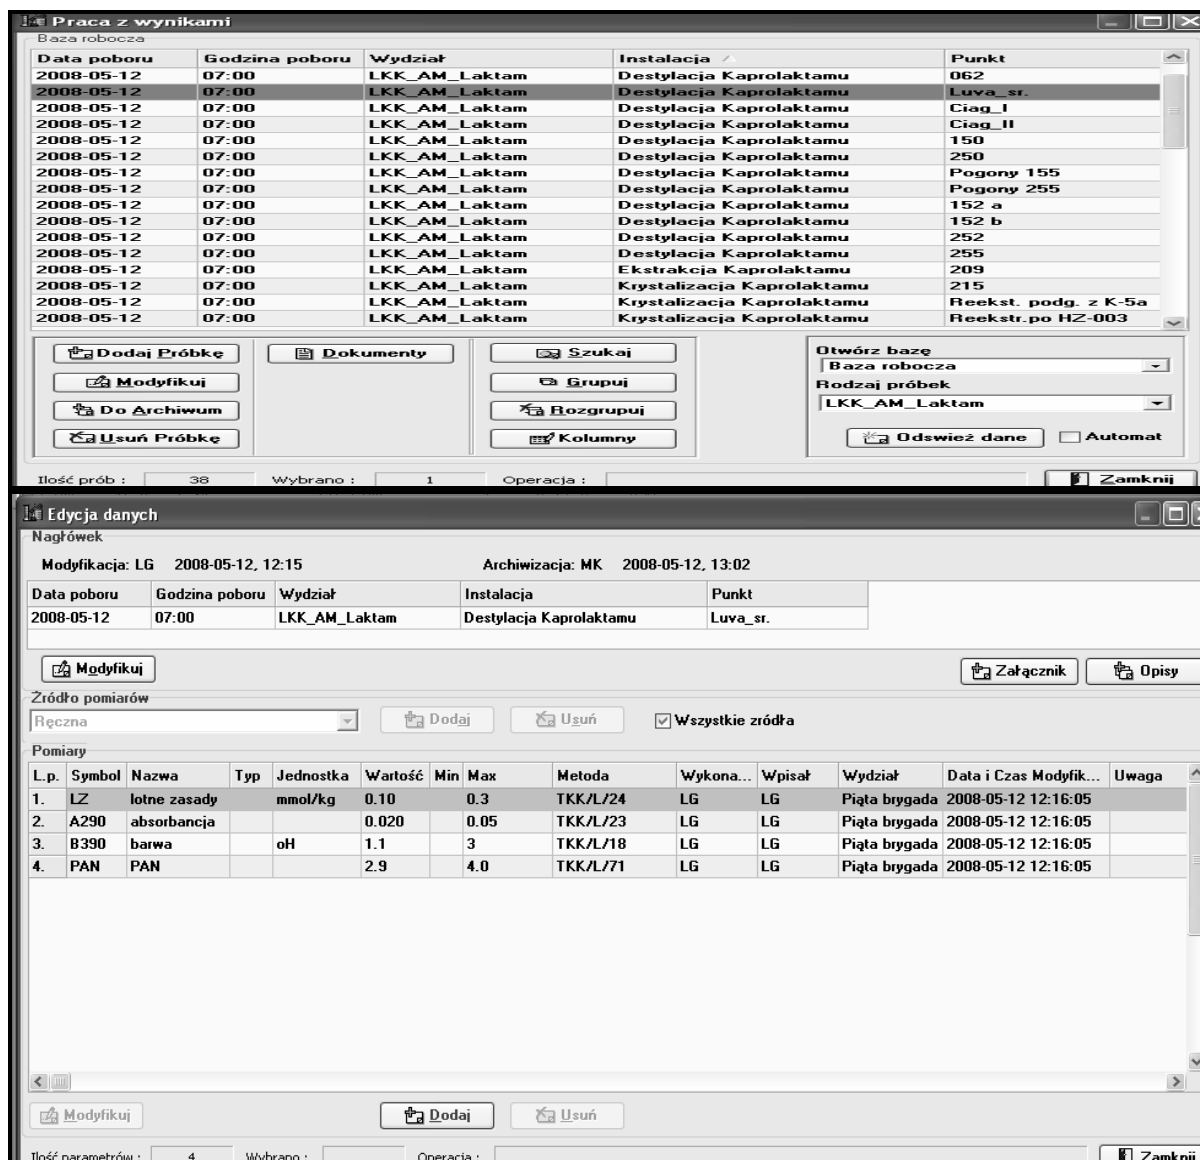 Praca z wynikami
Baza robocza
Data poboru Godzina poboru Wydział Instalacja Punkt
2008-05-12 07:00 LKK_AM_Laktam Destylacja Kaprolaktamu 062
2008-05-12 07:00 LKK_AM_Laktam Destylacja Kaprolaktamu Luva_sr.
2008-05-12 07:00 LKK_AM_Laktam Destylacja Kaprolaktamu Ciag_I
2008-05-12 07:00 LKK_AM_Laktam Destylacja Kaprolaktamu Ciag_II
2008-05-12 07:00 LKK_AM_Laktam Destylacja Kaprolaktamu 150
2008-05-12 07:00 LKK_AM_Laktam Destylacja Kaprolaktamu 250
2008-05-12 07:00 LKK_AM_Laktam Destylacja Kaprolaktamu Pogony 155
2008-05-12 07:00 LKK_AM_Laktam Destylacja Kaprolaktamu Pogony 255
2008-05-12 07:00 LKK_AM_Laktam Destylacja Kaprolaktamu 152 a
2008-05-12 07:00 LKK_AM_Laktam Destylacja Kaprolaktamu 152 b
2008-05-12 07:00 LKK_AM_Laktam Destylacja Kaprolaktamu 252
2008-05-12 07:00 LKK_AM_Laktam Destylacja Kaprolaktamu 255
2008-05-12 07:00 LKK_AM_Laktam Ekstrakcja Kaprolaktamu 209
2008-05-12 07:00 LKK_AM_Laktam Krystalizacja Kaprolaktamu 215
2008-05-12 07:00 LKK_AM_Laktam Krystalizacja Kaprolaktamu Reekst. podg. z K-5a
2008-05-12 07:00 LKK_AM_Laktam Krystalizacja Kaprolaktamu Reekstr.po HZ-003
Dodaj Próbkę Dokumenty Szukaj Otwórz bazę
Baza robocza
Modyfikuj Grupuj Rodzaj próbek
Do Archiwum Rozgrupuj LKK_AM_Laktam
Usuń Próbkę Kolumny Odswież dane Automat
Ilość prób : 38 Wybrano : 1 Operacja : Zamknij
Edycja danych
Nagłówek
Modyfikacja: LG 2008-05-12, 12:15 Archiwizacja: MK 2008-05-12, 13:02
Data poboru Godzina poboru Wydział Instalacja Punkt
2008-05-12 07:00 LKK_AM_Laktam Destylacja Kaprolaktamu Luva_sr.
Modyfikuj Załącznik Opisy
Źródło pomiarów
Ręczna Dodaj Usuń Wszystkie zródła
Pomiary
L.p. Symbol Nazwa Typ Jednostka Wartość Min Max Metoda Wykona... Wpisał Wydział Data i Czas Modyfik... Uwaga
1. LZ lotne zasady mmol/kg 0.10 0.3 TKK/L/24 LG LG Piąta brygada 2008-05-12 12:16:05
2. A290 absorbancja 0.020 0.05 TKK/L/23 LG LG Piąta brygada 2008-05-12 12:16:05
3. B390 barwa oH 1.1 3 TKK/L/18 LG LG Piąta brygada 2008-05-12 12:16:05
4. PAN PAN 2.9 4.0 TKK/L/71 LG LG Piąta brygada 2008-05-12 12:16:05
Modyfikuj Dodaj Usuń
Ilość parametrów : 4 Wybrano : Operacja : Zamknij